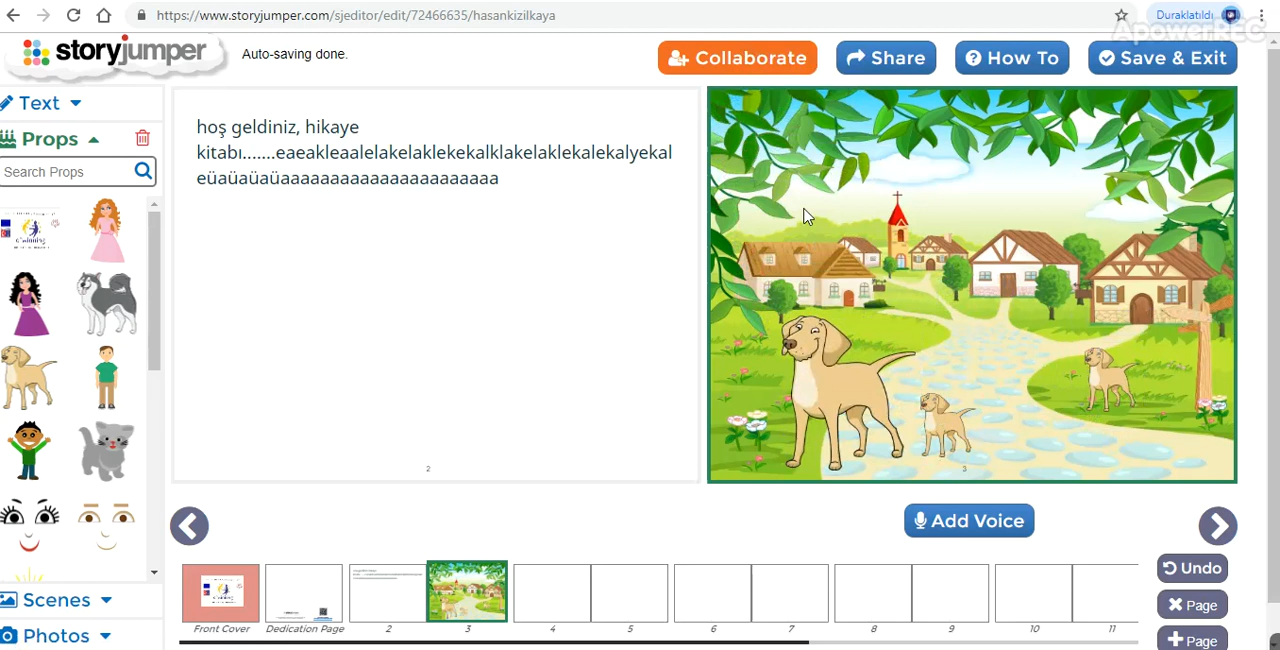 https://www.storyjumper.com/sjeditor/edit/72466635/hasankizilkaya
Duraklatıldı
ApowerREC
storyjumper
Auto-saving done.
Collaborate
Share
How To
Save & Exit
Text
Props
Search Props
hoş geldiniz, hikaye
kitabı.......eaeakleaalelakelaklekekalklakelaklekalekalyekal
eüaüaüaüaaaaaaaaaaaaaaaaaaaaaa
2
3
Add Voice
Scenes
Photos
Front Cover
Dedication Page
2
3
4
5
6
7
8
9
10
11
Undo
Page
Page